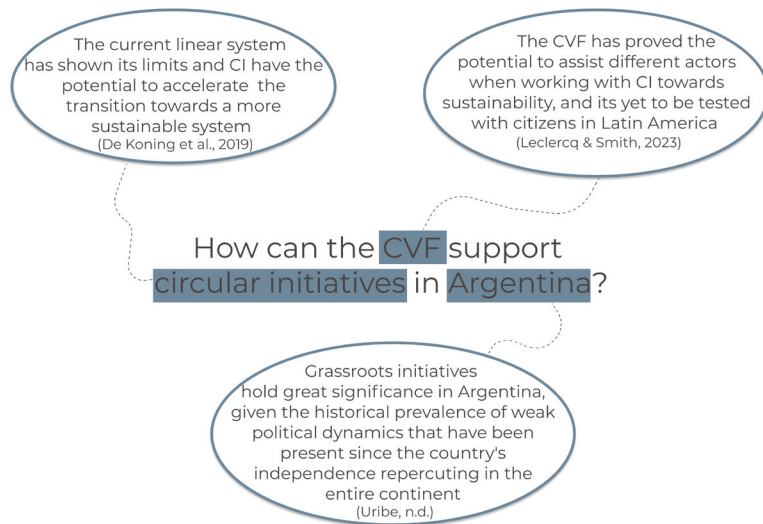 The current linear system
has shown its limits and CI have the
potential to accelerate the
transition towards a more
sustainable system
(De Koning et al., 2019)
The CVF has proved the
potential to assist different actors
when working with CI towards
sustainability, and its yet to be tested
with citizens in Latin America
(Leclercq & Smith, 2023)
How can the CVF support
circular initiatives in Argentina?
Grassroots initiatives
hold great significance in Argentina,
given the historical prevalence of weak
political dynamics that have been
present since the country's
independence repercuting in the
entire continent
(Uribe, n.d.)